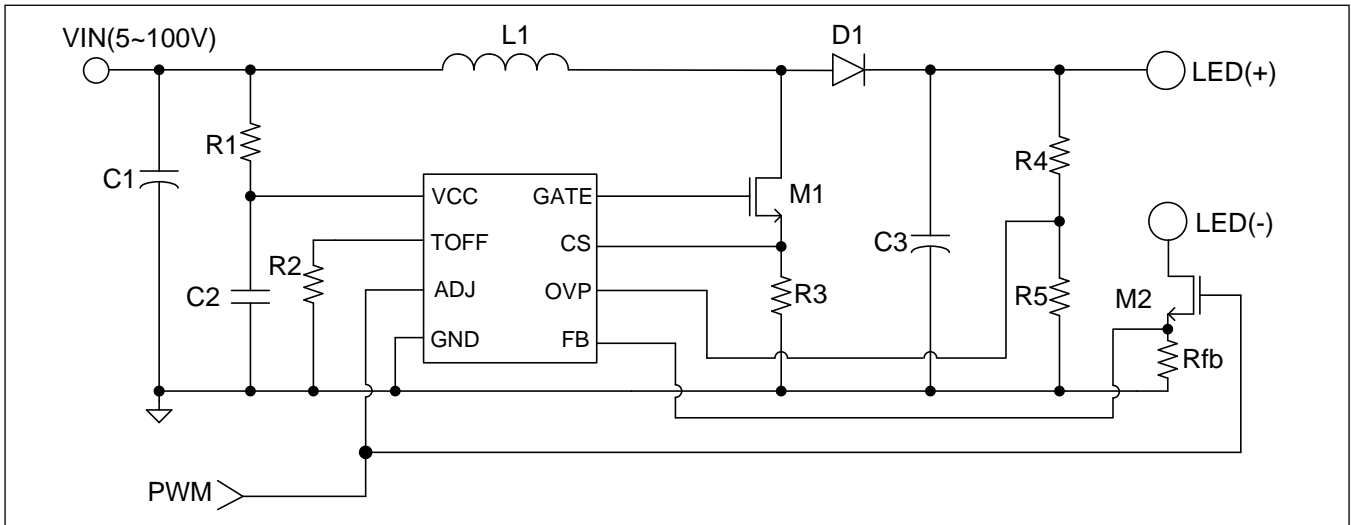 VIN(5~100V)
L1
D1
LED(+)
R1
R4
C1
VCC
GATE
M1
LED(-)
TOFF
CS
C3
R2
ADJ
OVP
R3
R5
M2
C2
GND
FB
Rfb
PWM